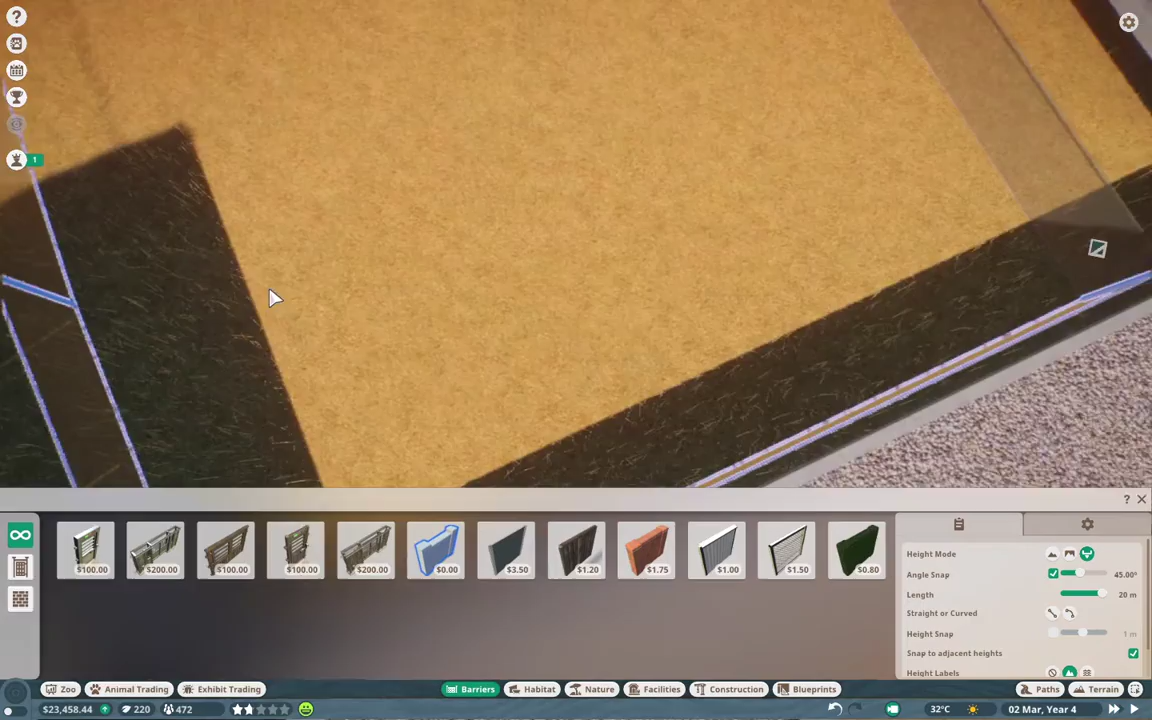 ?
1
? ×
$100.00 $200.00 $100.00 $100.00 $200.00 $0.00 $3.50 $1.20 $1.75 $1.00 $1.50 $0.80
Height Mode
Angle Snap 45.00°
Length 20 m
Straight or Curved
Height Snap 1 m
Snap to adjacent heights
Height Labels
Zoo Animal Trading Exhibit Trading Barriers Habitat Nature Facilities Construction Blueprints Paths Terrain
$23,458.44 220 472 32°C 02 Mar, Year 4